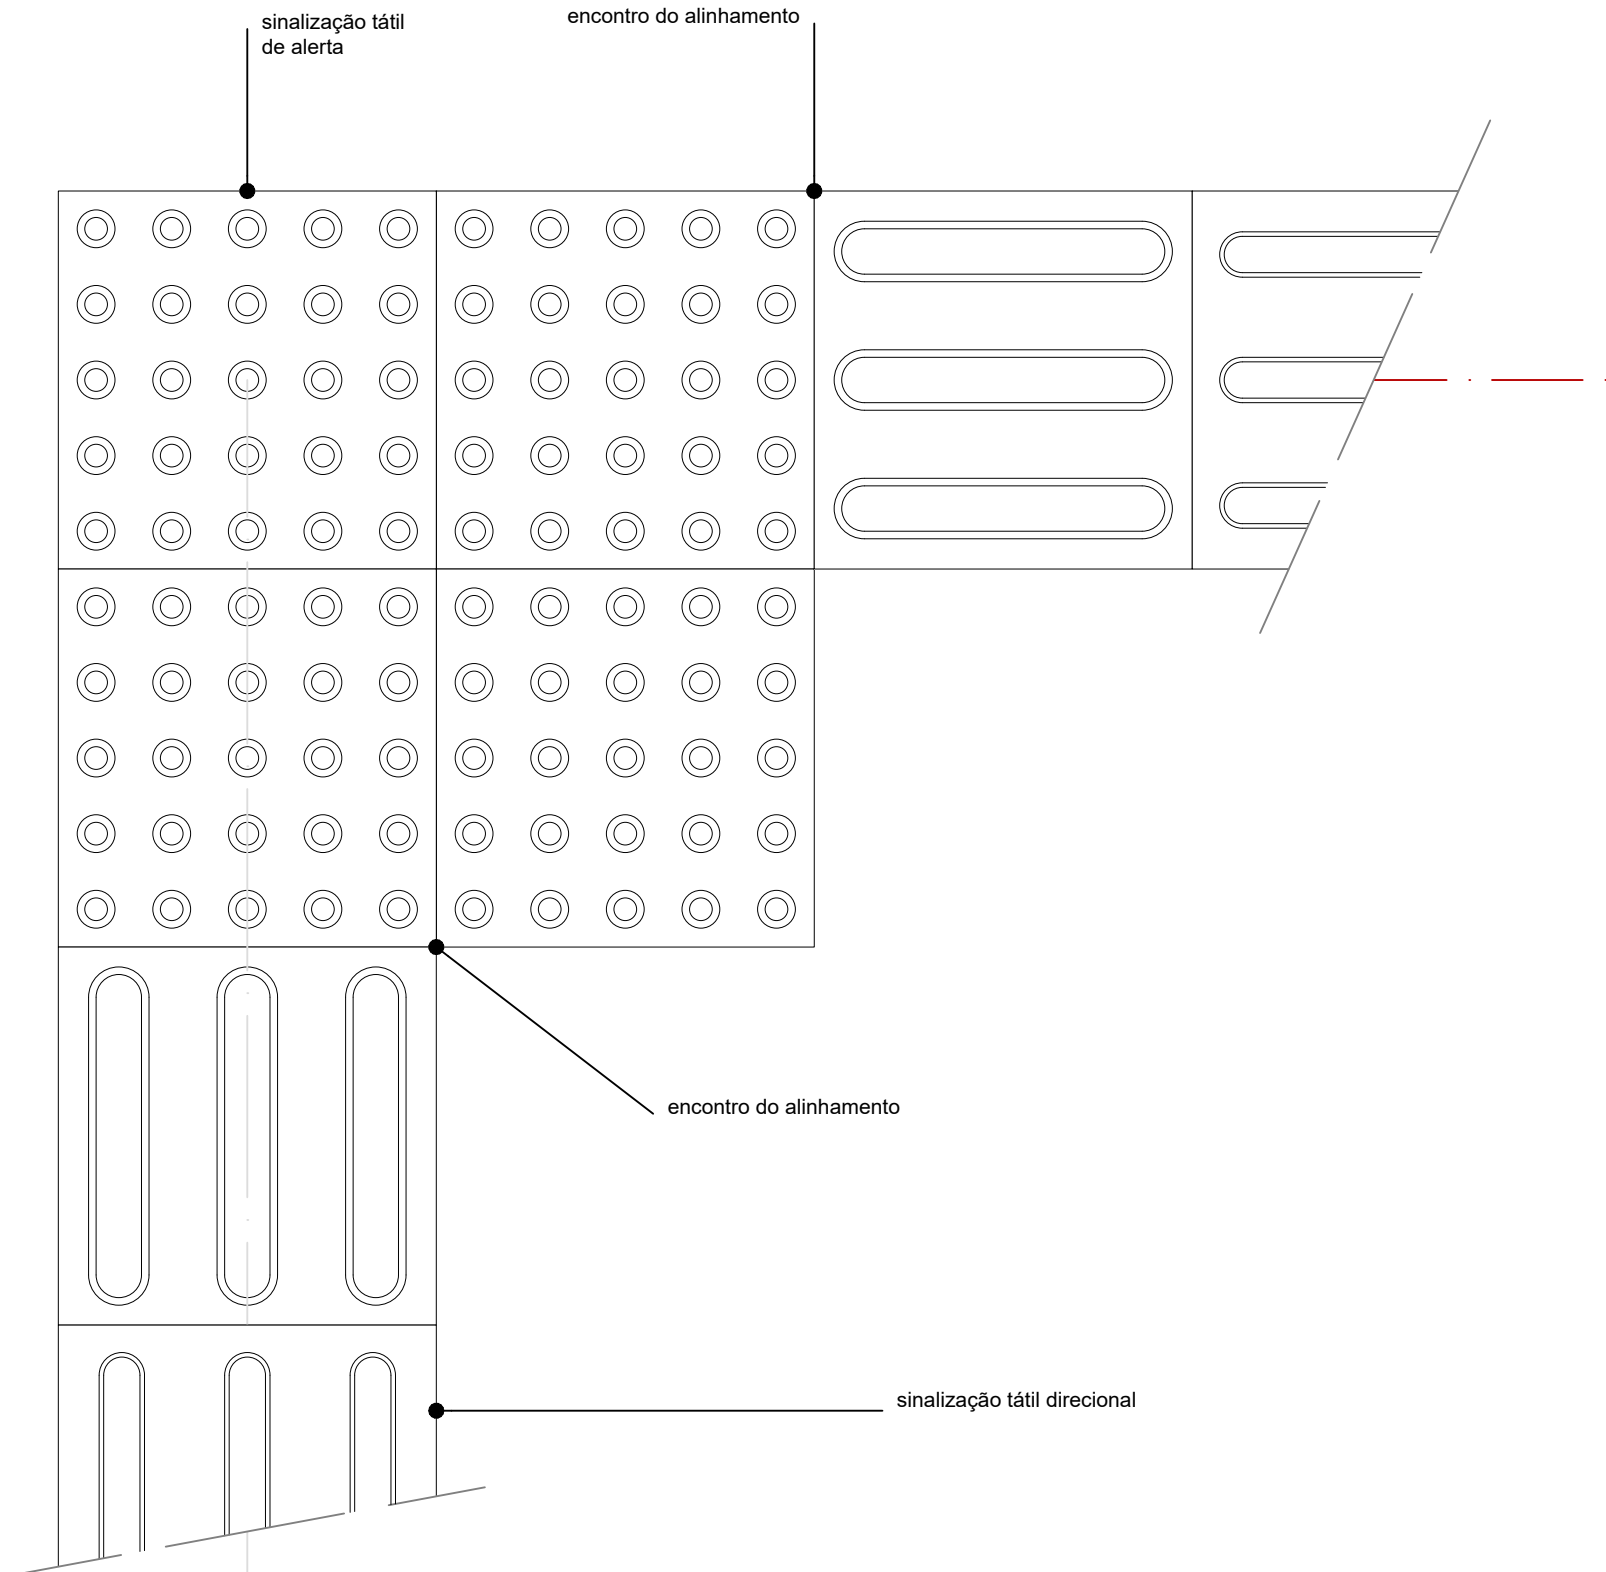 sinalização tátil
de alerta
encontro do alinhamento
encontro do alinhamento
sinalização tátil direcional